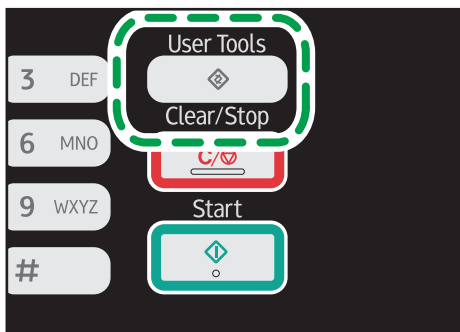 User Tools
3 DEF
Clear/Stop
6 MNO
C/
9 WXYZ
Start
#